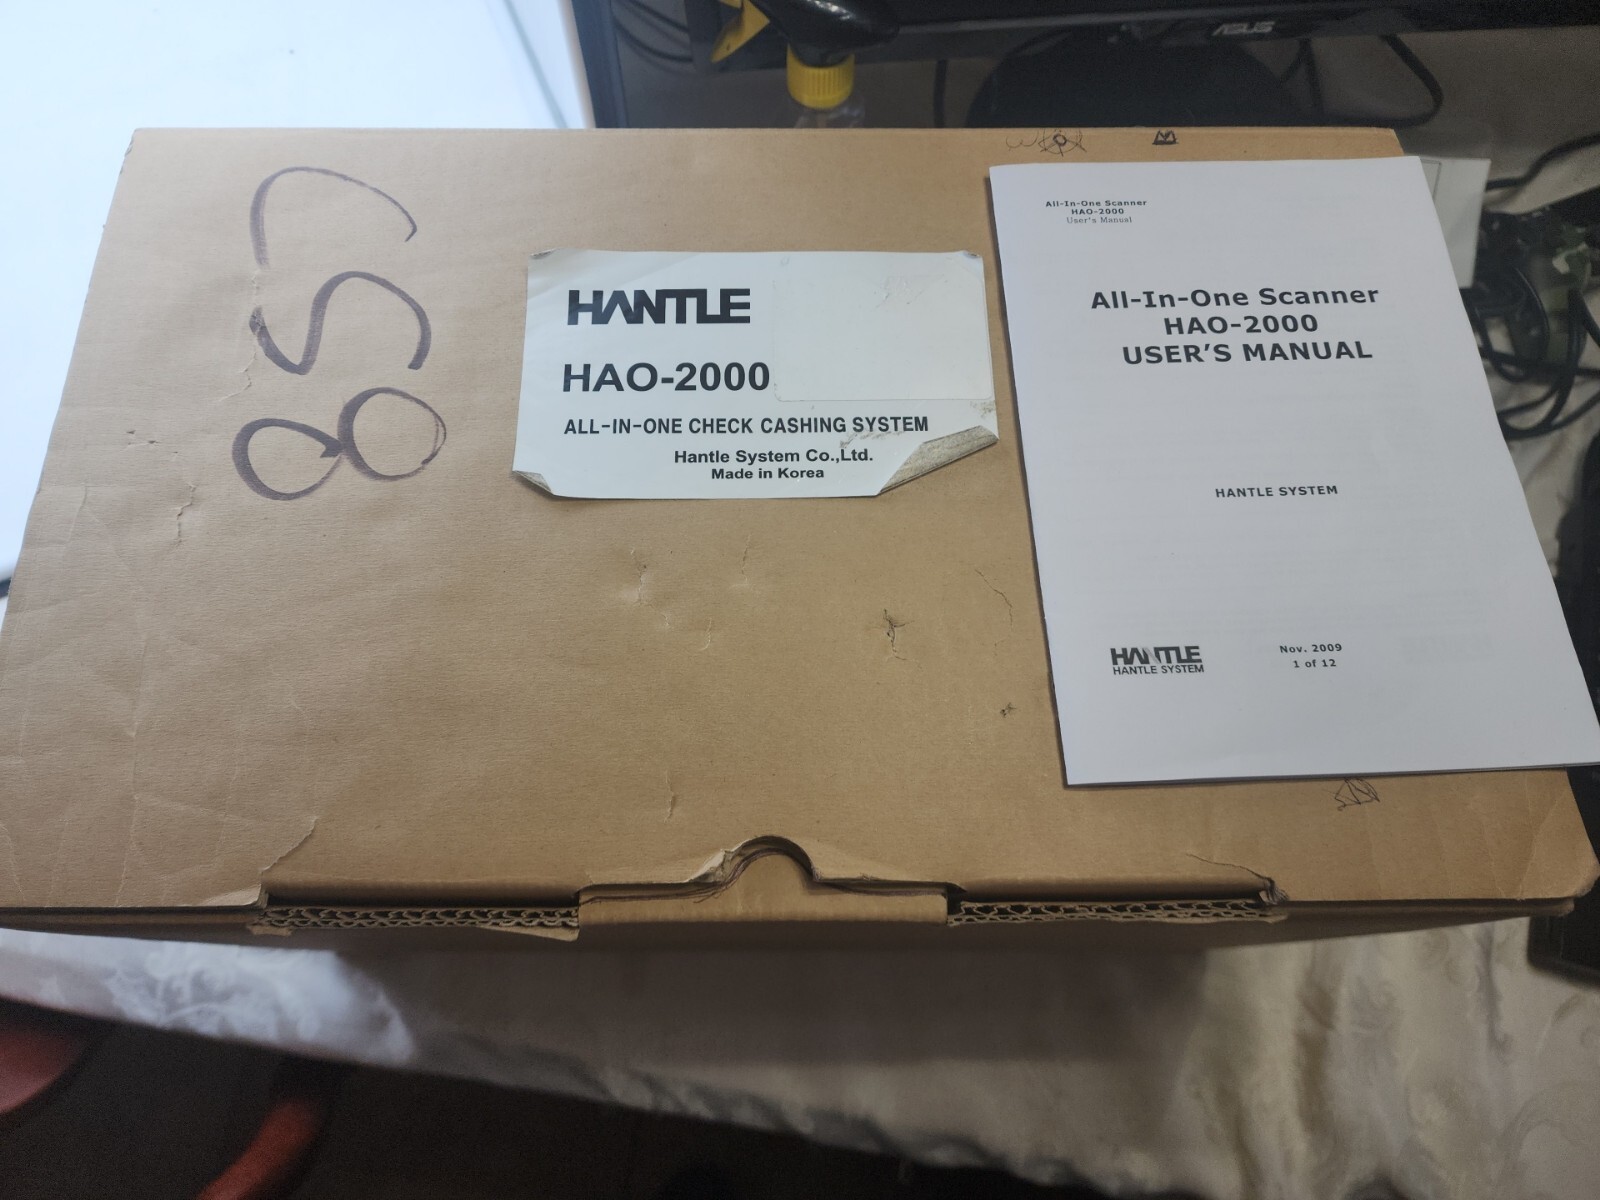 ASUS
857
HANTLE
HAO-2000
ALL-IN-ONE CHECK CASHING SYSTEM
Hantle System Co.,Ltd.
Made in Korea
All-In-One Scanner
HAO-2000
User's Manual
All-In-One Scanner
HAO-2000
USER'S MANUAL
HANTLE SYSTEM
HANTLE
HANTLE SYSTEM
Nov. 2009
1 of 12